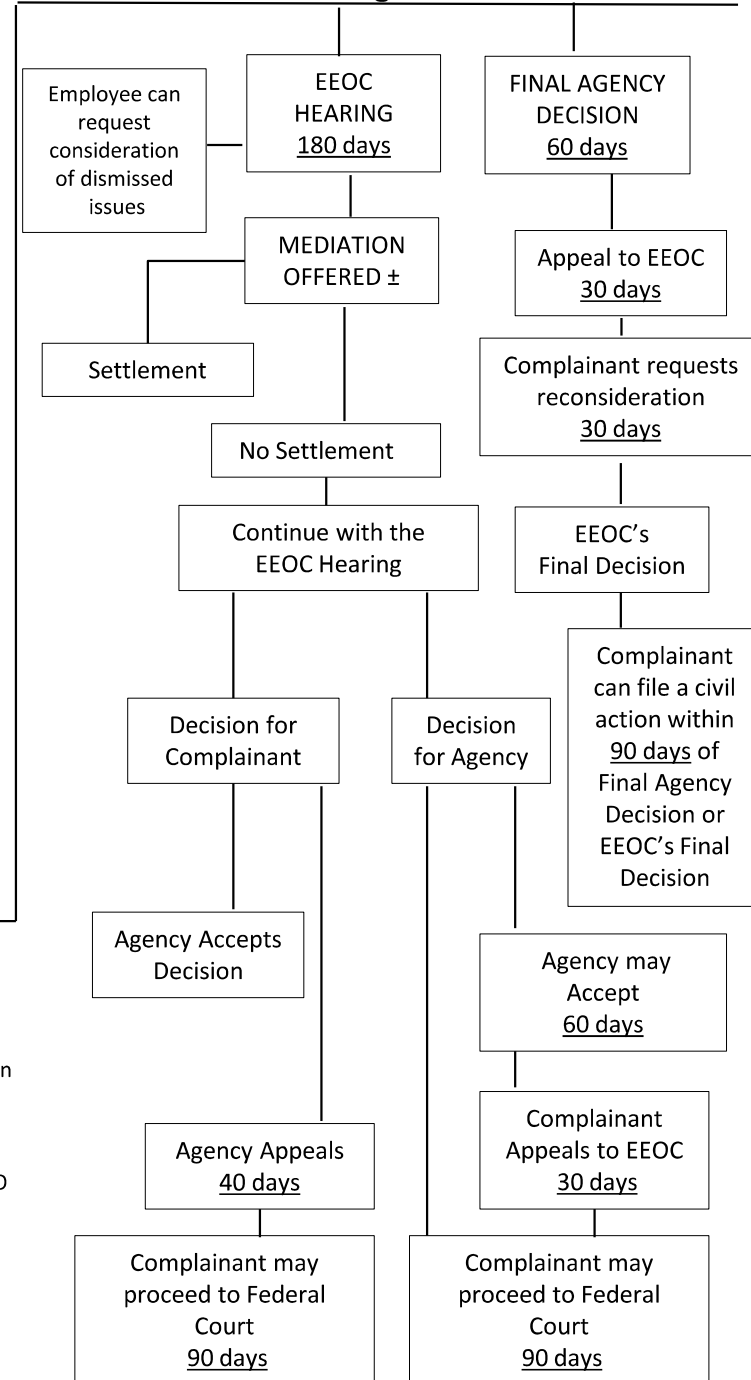 Employee can
request
consideration
of dismissed
issues
EEOC
HEARING
180 days
FINAL AGENCY
DECISION
60 days
MEDIATION
OFFERED ±
Appeal to EEOC
30 days
Settlement
Complainant requests
reconsideration
30 days
No Settlement
Continue with the
EEOC Hearing
EEOC’s
Final Decision
Complainant
can file a civil
action within
90 days of
Final Agency
Decision or
EEOC’s Final
Decision
Decision for
Complainant
Decision
for Agency
Agency Accepts
Decision
Agency may
Accept
60 days
Agency Appeals
40 days
Complainant
Appeals to EEOC
30 days
Complainant may
proceed to Federal
Court
90 days
Complainant may
proceed to Federal
Court
90 days